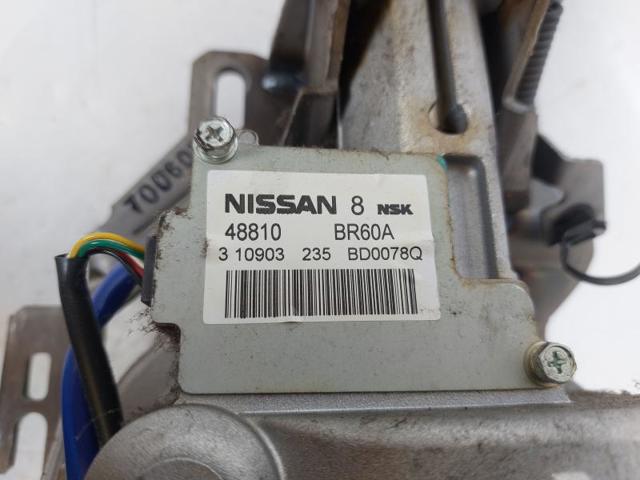 NISSAN 8 NSK
48810 BR60A
3 10903 235 BD0078Q